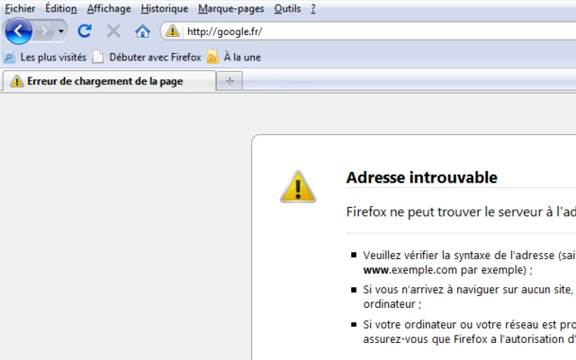 Fichier Édition Affichage Historique Marque-pages Outils ?
http://google.fr/
Les plus visités Débuter avec Firefox À la une
Erreur de chargement de la page
Adresse introuvable
Firefox ne peut trouver le serveur à l'ad
Veuillez vérifier la syntaxe de l'adresse (sai
www.exemple.com par exemple) ;
Si vous n'arrivez à naviguer sur aucun site,
ordinateur ;
Si votre ordinateur ou votre réseau est pro
assurez-vous que Firefox a l'autorisation d'